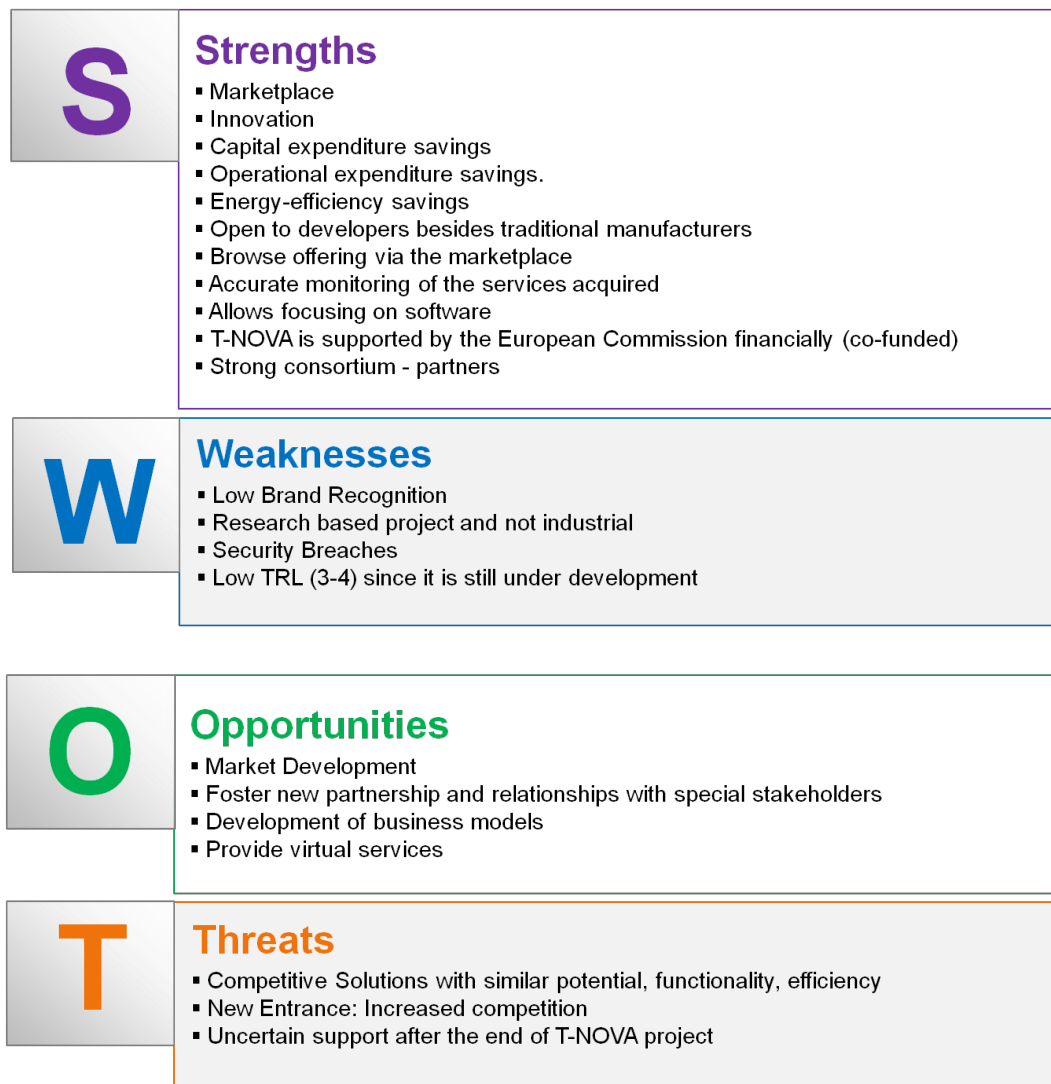 S
Strengths
▪ Marketplace
▪ Innovation
▪ Capital expenditure savings
▪ Operational expenditure savings.
▪ Energy-efficiency savings
▪ Open to developers besides traditional manufacturers
▪ Browse offering via the marketplace
▪ Accurate monitoring of the services acquired
▪ Allows focusing on software
▪ T-NOVA is supported by the European Commission financially (co-funded)
▪ Strong consortium - partners
W
Weaknesses
▪ Low Brand Recognition
▪ Research based project and not industrial
▪ Security Breaches
▪ Low TRL (3-4) since it is still under development
O
Opportunities
▪ Market Development
▪ Foster new partnership and relationships with special stakeholders
▪ Development of business models
▪ Provide virtual services
T
Threats
▪ Competitive Solutions with similar potential, functionality, efficiency
▪ New Entrance: Increased competition
▪ Uncertain support after the end of T-NOVA project